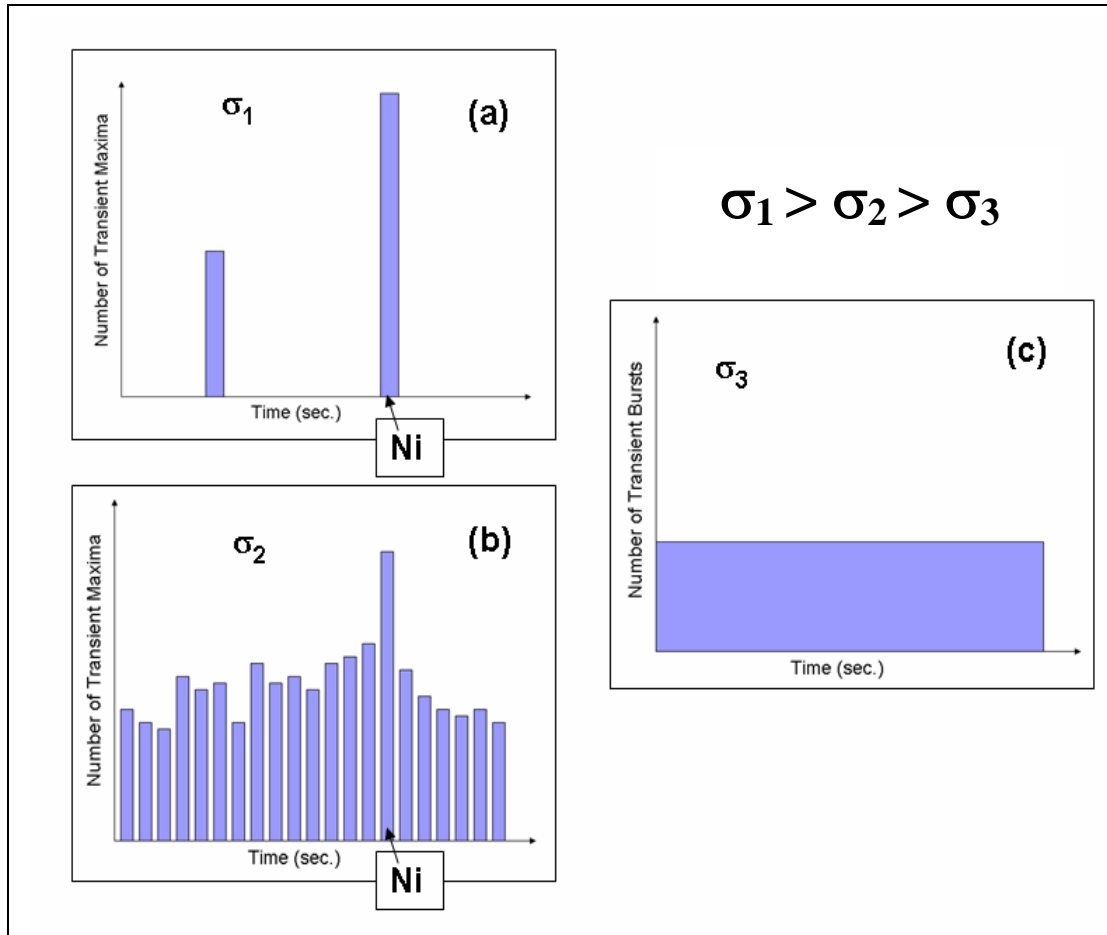 σ1
(a)
Number of Transient Maxima
Time (sec.)
Ni
σ1 > σ2 > σ3
σ2
(b)
Number of Transient Maxima
Time (sec.)
Ni
σ3
(c)
Number of Transient Bursts
Time (sec.)